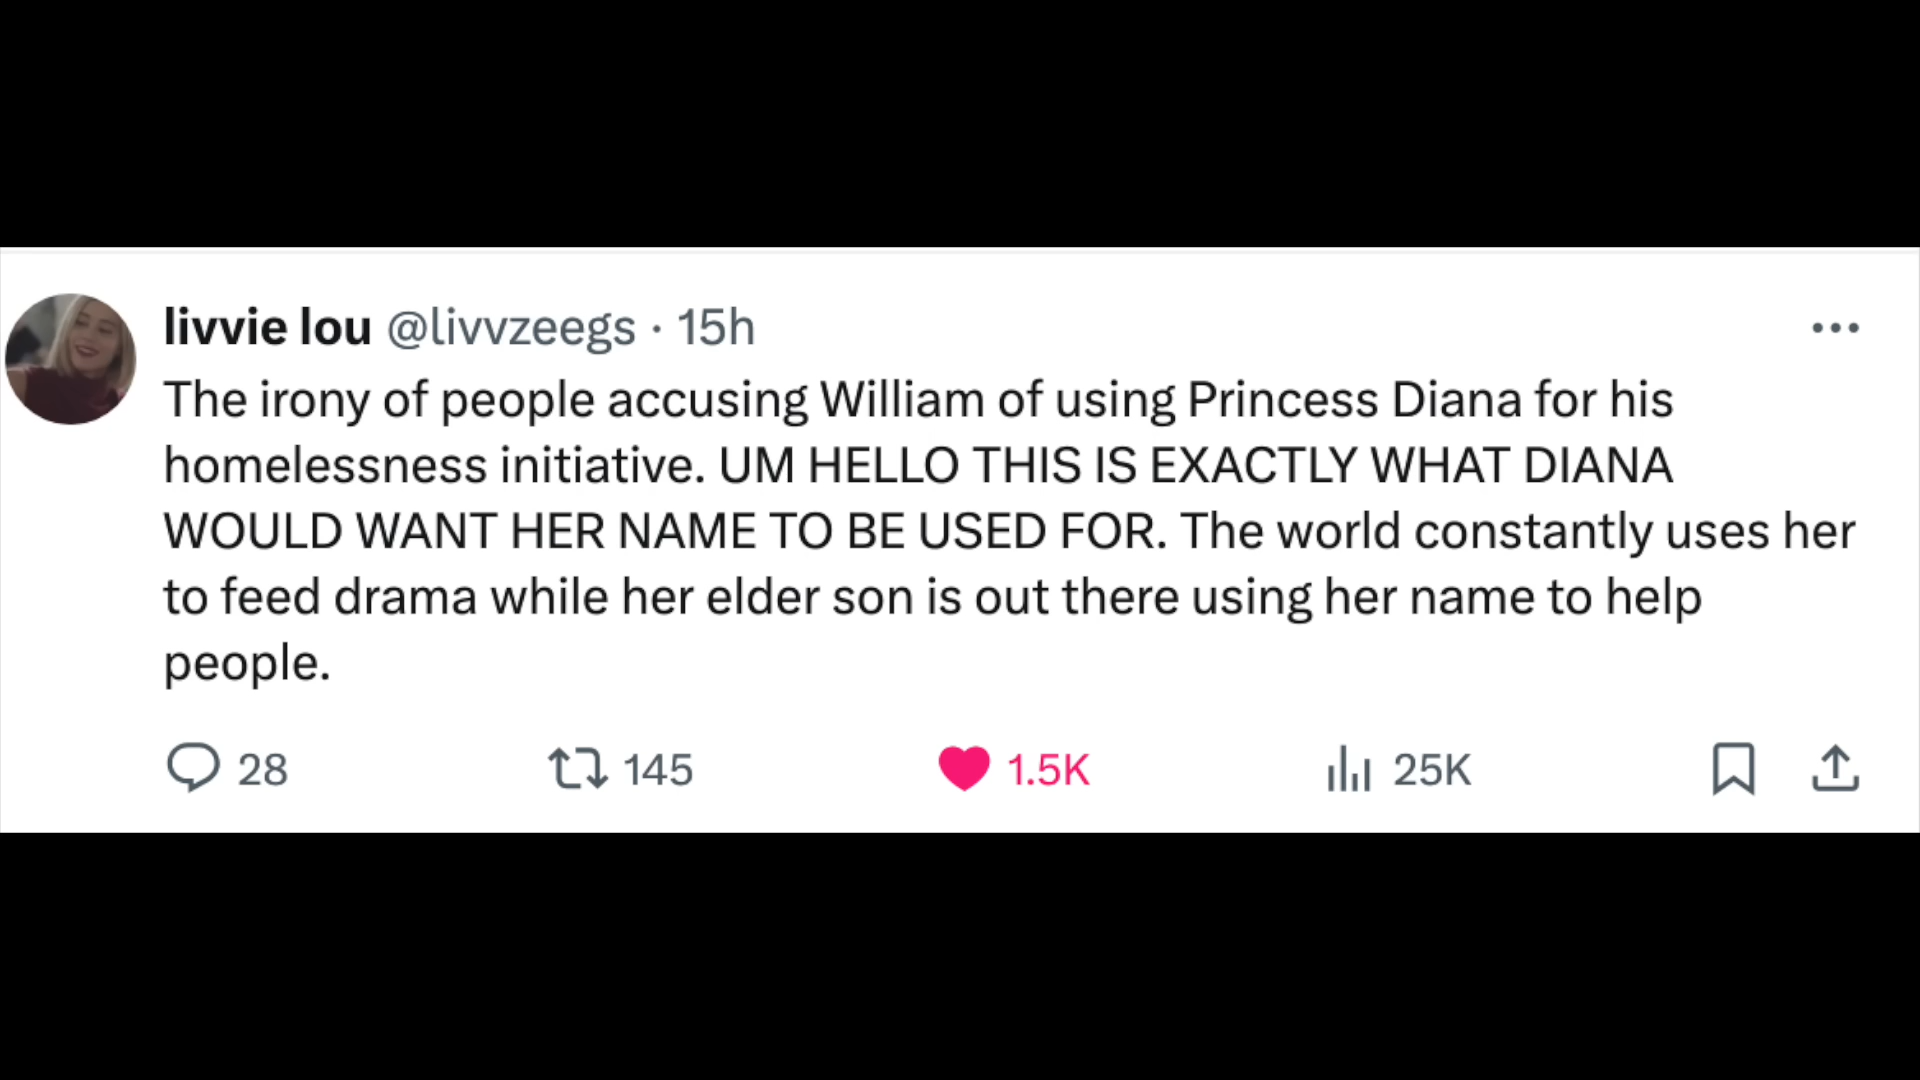 livvie lou @livvzeegs · 15h
The irony of people accusing William of using Princess Diana for his
homelessness initiative. UM HELLO THIS IS EXACTLY WHAT DIANA
WOULD WANT HER NAME TO BE USED FOR. The world constantly uses her
to feed drama while her elder son is out there using her name to help
people.
28 145 1.5K 25K